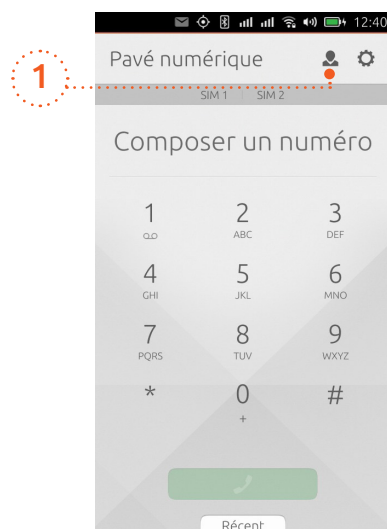 12:40
Pavé numérique
1
SIM 1 SIM 2
Composer un numéro
1 2 3
ABC DEF
4 5 6
GHI JKL MNO
7 8 9
PQRS TUV WXYZ
* 0 #
+
Récent